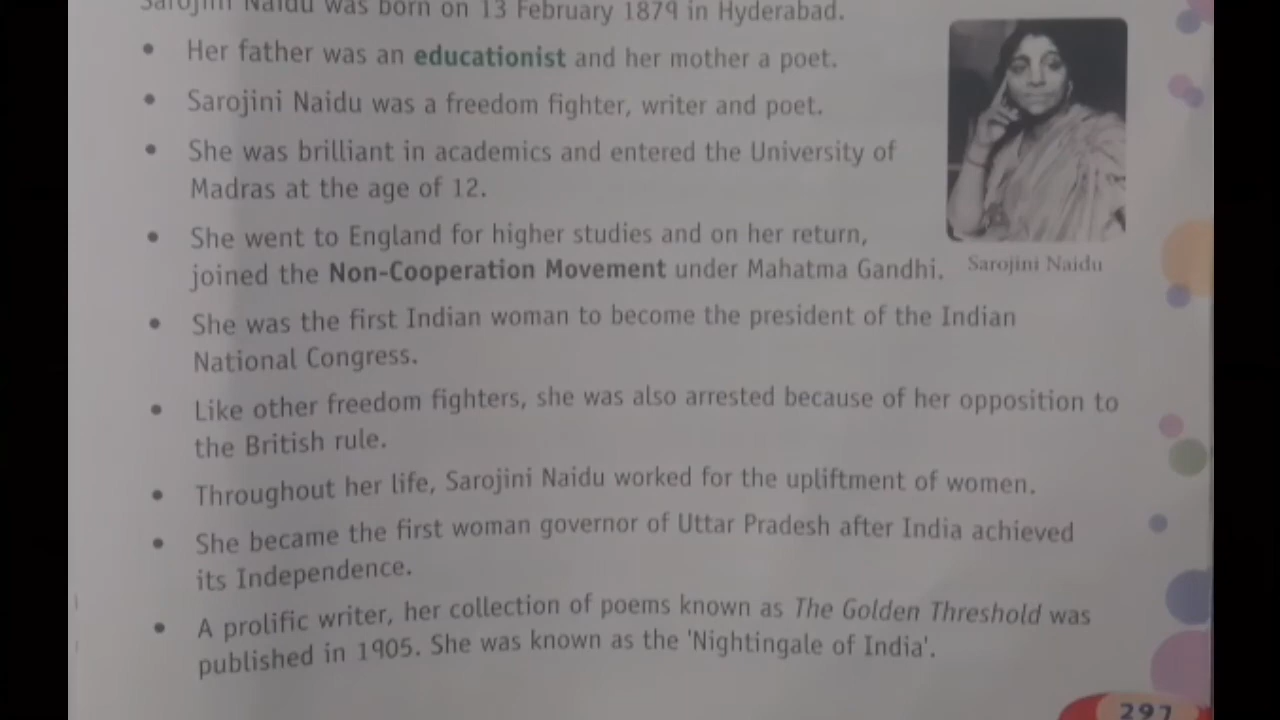 Sarojini Naidu was born on 13 February 1879 in Hyderabad.
• Her father was an educationist and her mother a poet.
• Sarojini Naidu was a freedom fighter, writer and poet.
• She was brilliant in academics and entered the University of
Madras at the age of 12.
• She went to England for higher studies and on her return,
joined the Non-Cooperation Movement under Mahatma Gandhi.
Sarojini Naidu
• She was the first Indian woman to become the president of the Indian
National Congress.
• Like other freedom fighters, she was also arrested because of her opposition to
the British rule.
• Throughout her life, Sarojini Naidu worked for the upliftment of women.
• She became the first woman governor of Uttar Pradesh after India achieved
its Independence.
• A prolific writer, her collection of poems known as The Golden Threshold was
published in 1905. She was known as the 'Nightingale of India'.
297